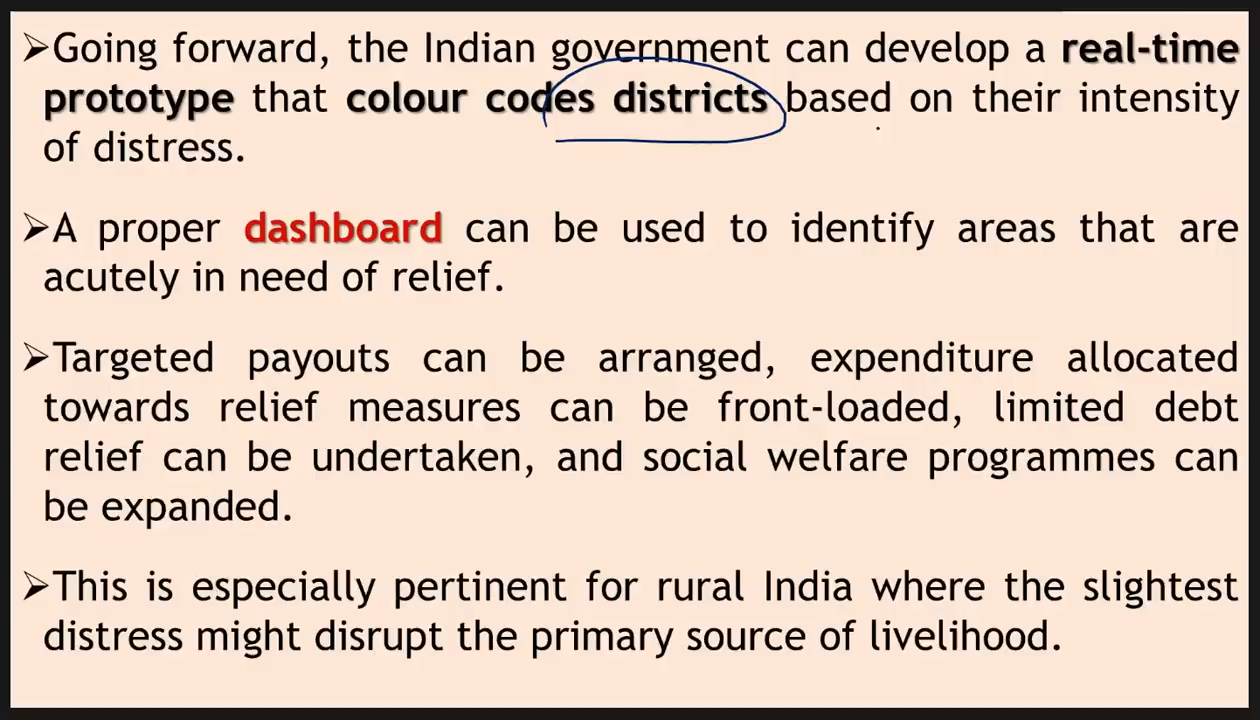 ➢Going forward, the Indian government can develop a real-time
prototype that colour codes districts based on their intensity
of distress.
➢A proper dashboard can be used to identify areas that are
acutely in need of relief.
➢Targeted payouts can be arranged, expenditure allocated
towards relief measures can be front-loaded, limited debt
relief can be undertaken, and social welfare programmes can
be expanded.
➢This is especially pertinent for rural India where the slightest
distress might disrupt the primary source of livelihood.